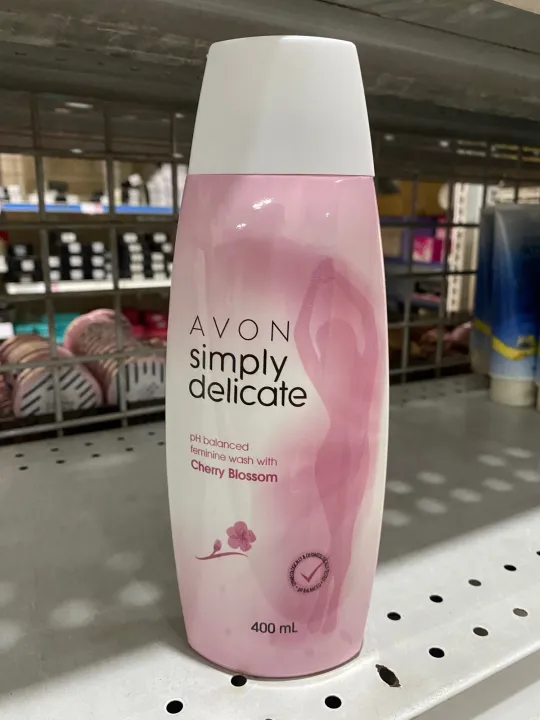 AVON
simply
delicate
pH balanced
feminine wash with
Cherry Blossom
400 mL